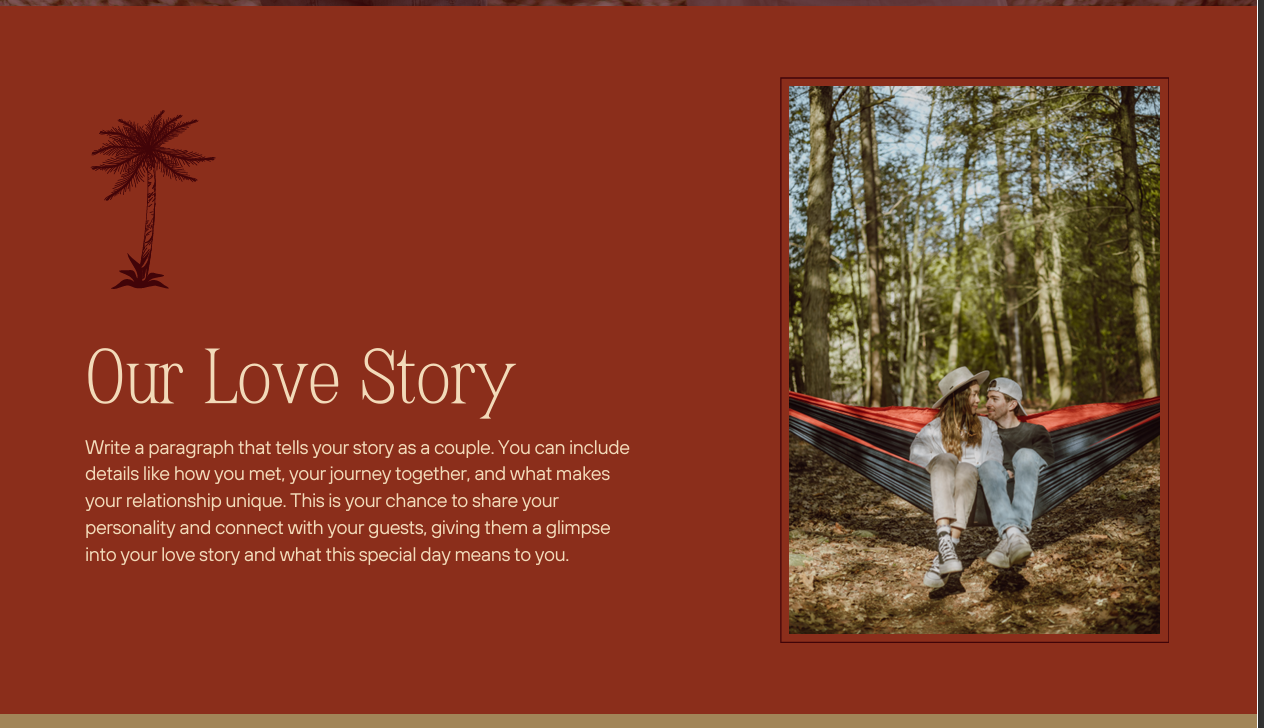 Our Love Story
Write a paragraph that tells your story as a couple. You can include
details like how you met, your journey together, and what makes
your relationship unique. This is your chance to share your
personality and connect with your guests, giving them a glimpse
into your love story and what this special day means to you.